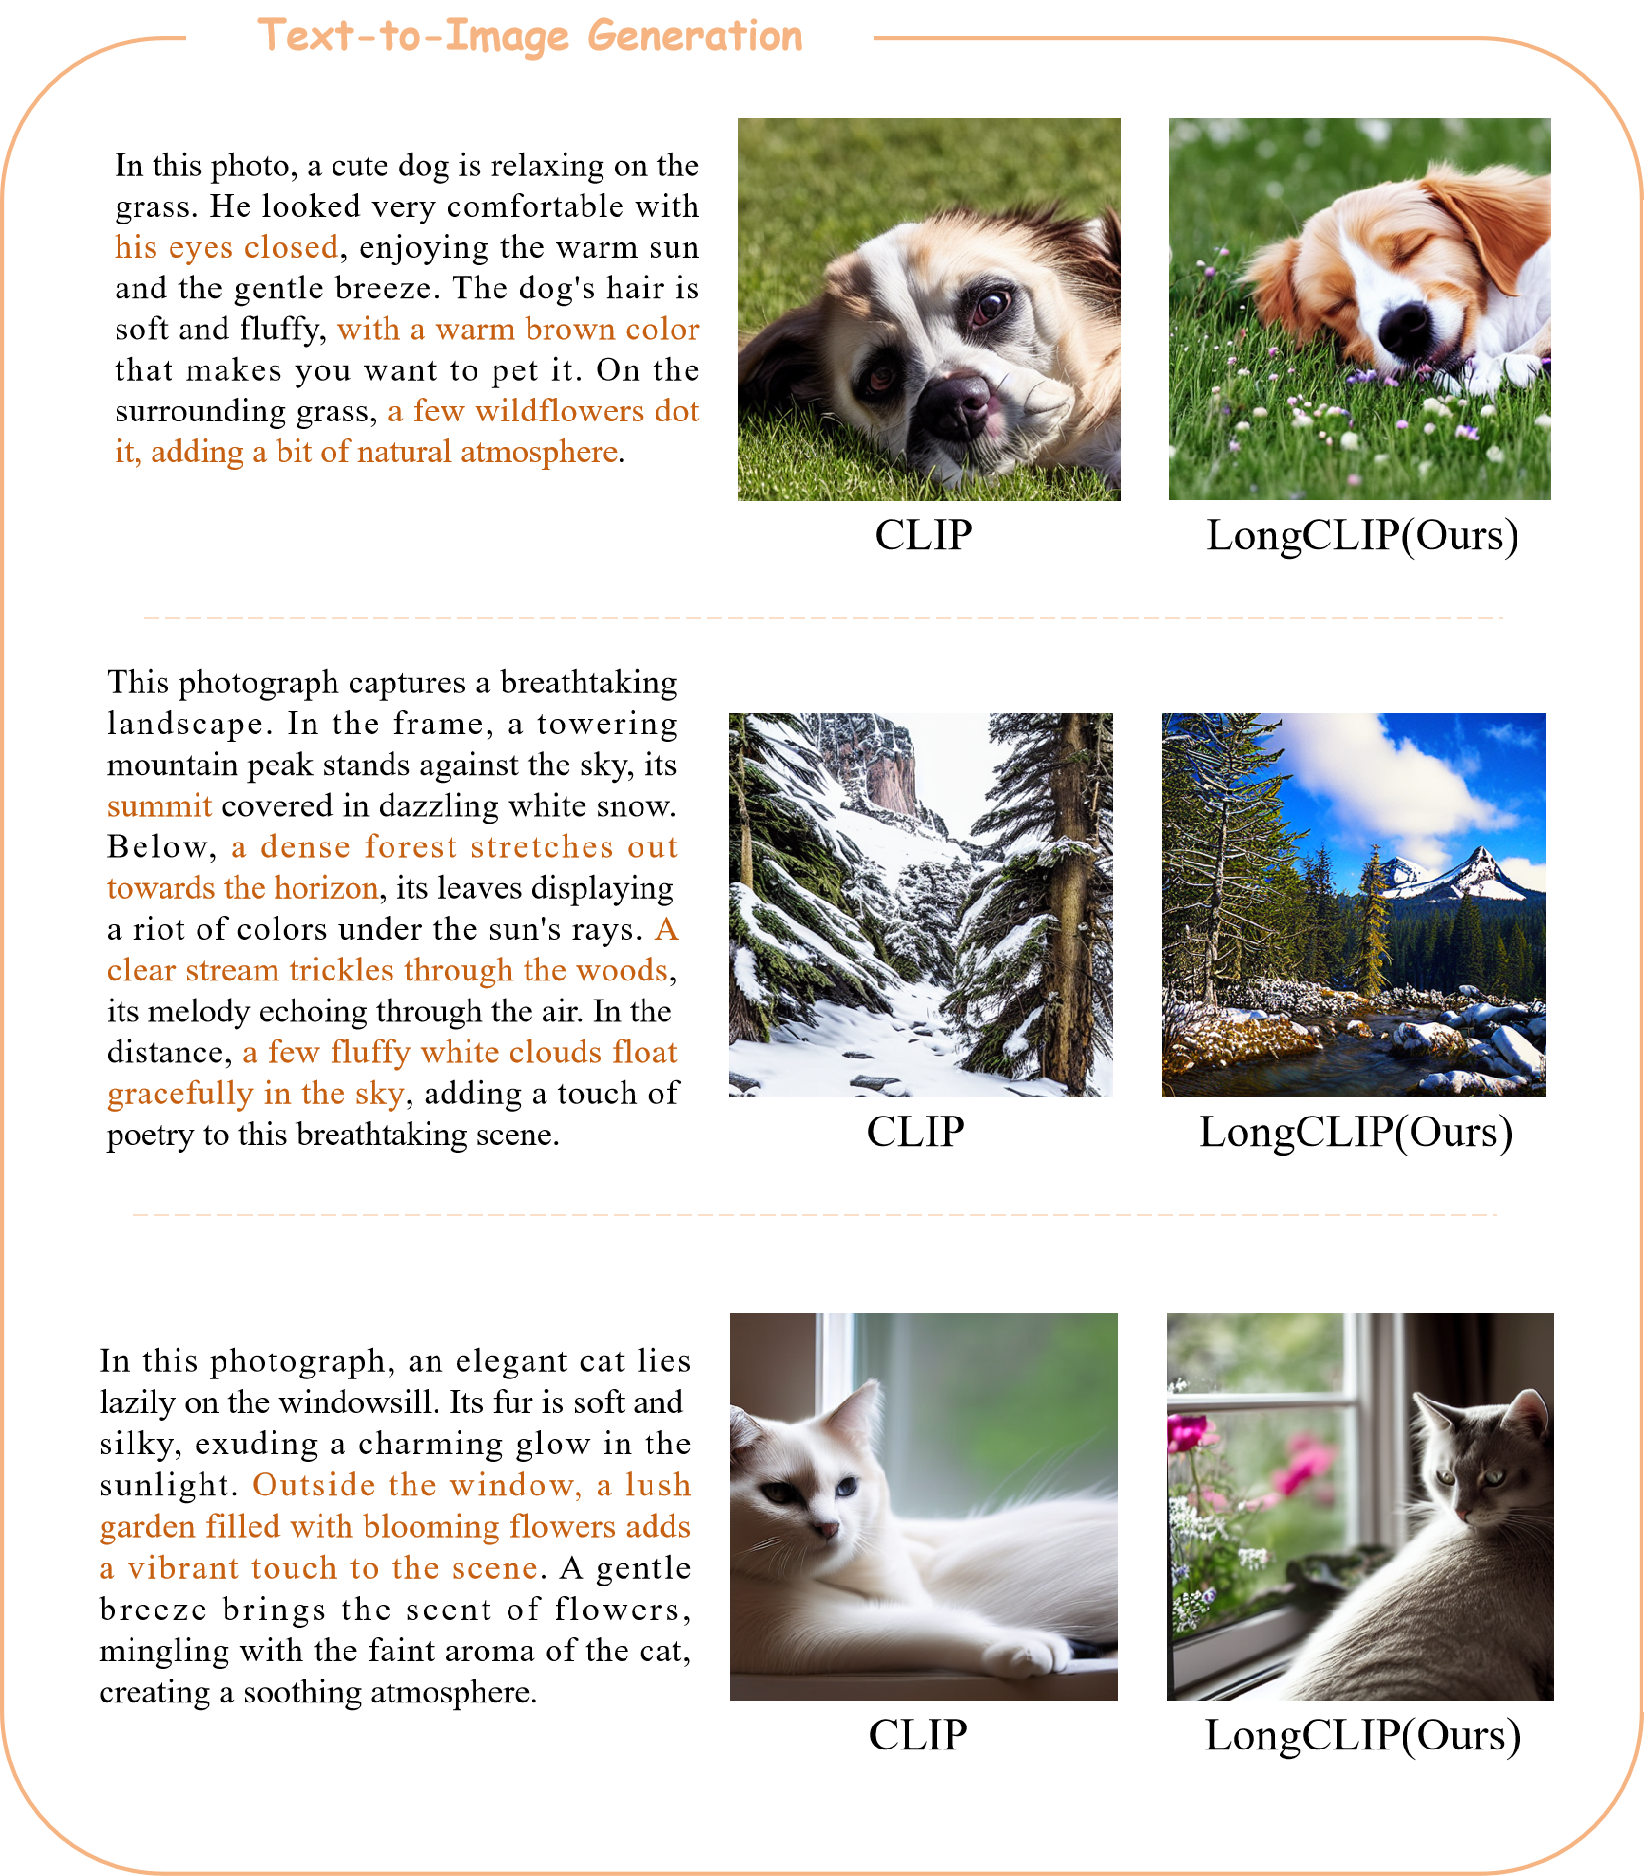 Text-to-Image Generation
In this photo, a cute dog is relaxing on the
grass. He looked very comfortable with
his eyes closed, enjoying the warm sun
and the gentle breeze. The dog's hair is
soft and fluffy, with a warm brown color
that makes you want to pet it. On the
surrounding grass, a few wildflowers dot
it, adding a bit of natural atmosphere.
CLIP
LongCLIP(Ours)
This photograph captures a breathtaking
landscape. In the frame, a towering
mountain peak stands against the sky, its
summit covered in dazzling white snow.
Below, a dense forest stretches out
towards the horizon, its leaves displaying
a riot of colors under the sun's rays. A
clear stream trickles through the woods,
its melody echoing through the air. In the
distance, a few fluffy white clouds float
gracefully in the sky, adding a touch of
poetry to this breathtaking scene.
CLIP
LongCLIP(Ours)
In this photograph, an elegant cat lies
lazily on the windowsill. Its fur is soft and
silky, exuding a charming glow in the
sunlight. Outside the window, a lush
garden filled with blooming flowers adds
a vibrant touch to the scene. A gentle
breeze brings the scent of flowers,
mingling with the faint aroma of the cat,
creating a soothing atmosphere.
CLIP
LongCLIP(Ours)